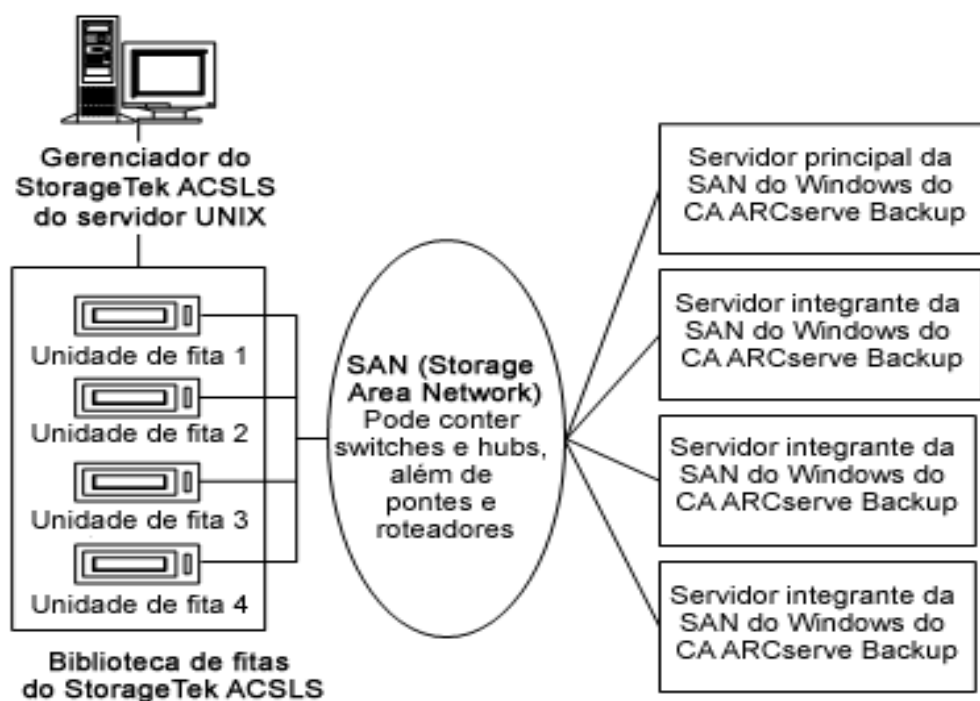 Gerenciador do
StorageTek ACSLS
do servidor UNIX
Unidade de fita 1
Unidade de fita 2
Unidade de fita 3
Unidade de fita 4
Biblioteca de fitas
do StorageTek ACSLS
SAN (Storage
Area Network)
Pode conter
switches e hubs,
além de
pontes e
roteadores
Servidor principal da
SAN do Windows do
CA ARCserve Backup
Servidor integrante da
SAN do Windows do
CA ARCserve Backup
Servidor integrante da
SAN do Windows do
CA ARCserve Backup
Servidor integrante da
SAN do Windows do
CA ARCserve Backup